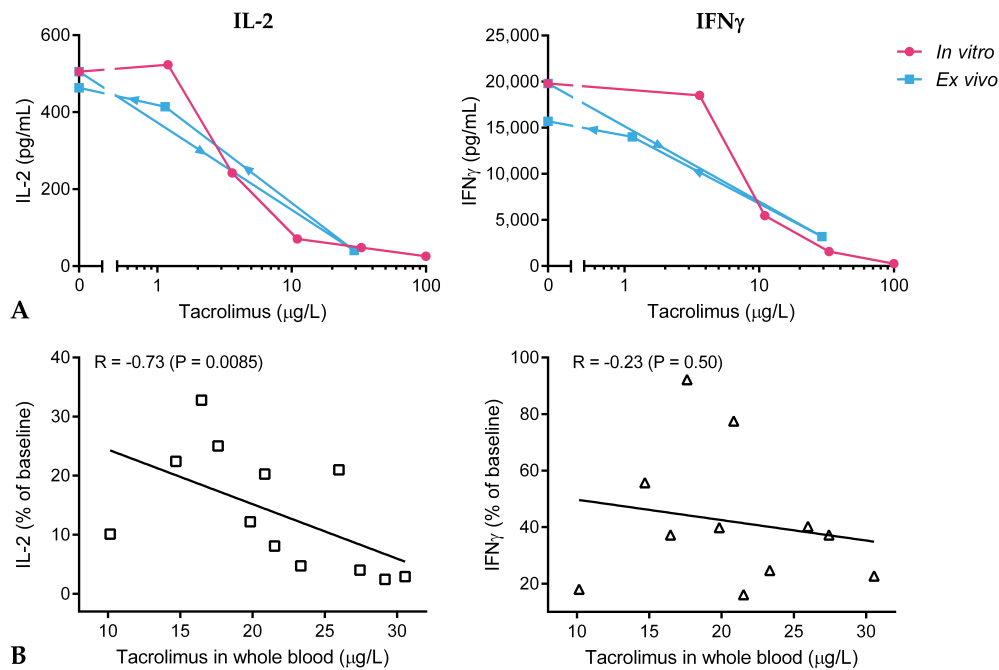 IL-2
IFNγ
600
400
200
0
IL-2 (pg/mL)
0
1
10
100
Tacrolimus (μg/L)
25,000
20,000
15,000
10,000
5,000
0
IFNγ (pg/mL)
0
1
10
100
Tacrolimus (μg/L)
In vitro
Ex vivo
A
R = -0.73 (P = 0.0085)
40
30
20
10
0
IL-2 (% of baseline)
10
15
20
25
30
Tacrolimus in whole blood (μg/L)
R = -0.23 (P = 0.50)
100
80
60
40
20
IFNγ (% of baseline)
10
15
20
25
30
Tacrolimus in whole blood (μg/L)
B